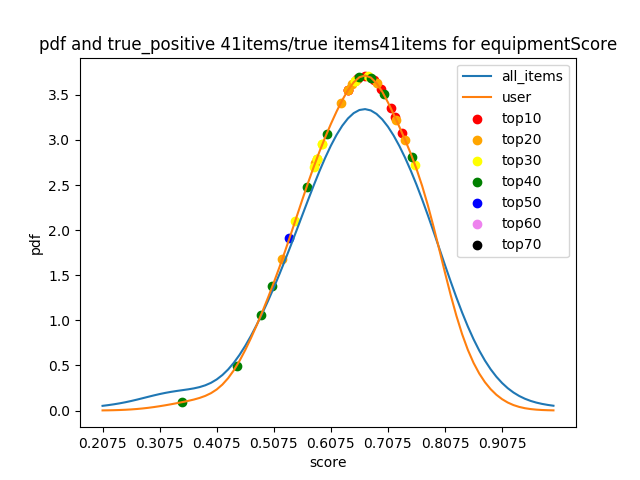 pdf and true_positive 41items/true items41items for equipmentScore
all_items
user
top10
top20
top30
top40
top50
top60
top70
3.5
3.0
2.5
2.0
1.5
1.0
0.5
0.0
pdf
0.2075 0.3075 0.4075 0.5075 0.6075 0.7075 0.8075 0.9075
score